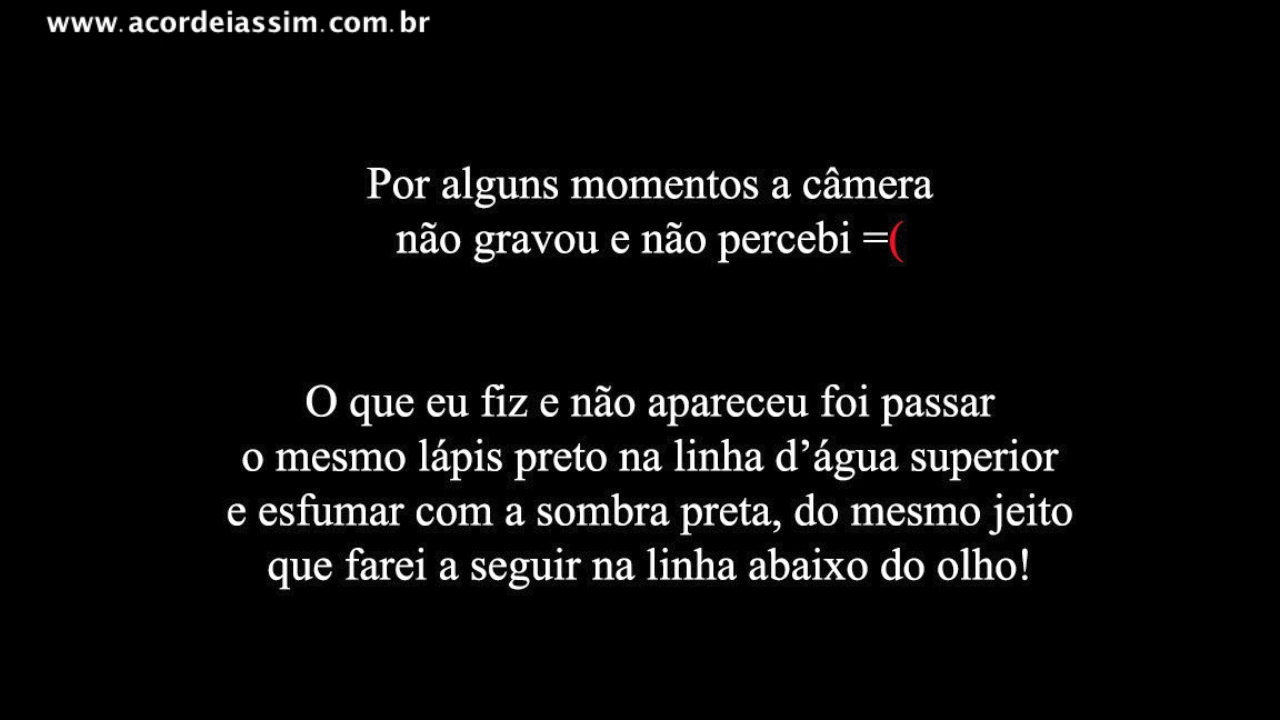 www.acordeiassim.com.br
Por alguns momentos a câmera
não gravou e não percebi =(
O que eu fiz e não apareceu foi passar
o mesmo lápis preto na linha d’água superior
e esfumar com a sombra preta, do mesmo jeito
que farei a seguir na linha abaixo do olho!